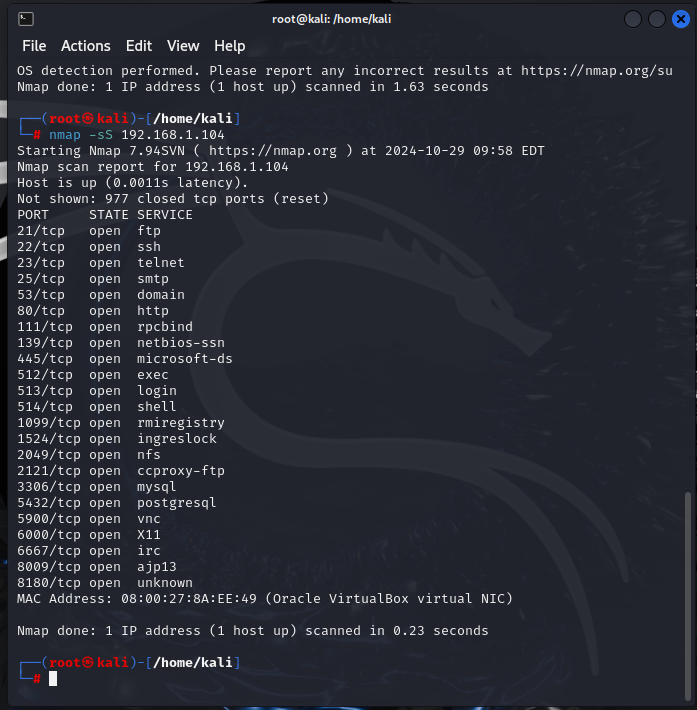 root@kali: /home/kali
File Actions Edit View Help
OS detection performed. Please report any incorrect results at https://nmap.org/su
Nmap done: 1 IP address (1 host up) scanned in 1.63 seconds
┌──(root㉿kali)-[/home/kali]
└─# nmap -sS 192.168.1.104
Starting Nmap 7.94SVN ( https://nmap.org ) at 2024-10-29 09:58 EDT
Nmap scan report for 192.168.1.104
Host is up (0.0011s latency).
Not shown: 977 closed tcp ports (reset)
PORT     STATE SERVICE
21/tcp   open  ftp
22/tcp   open  ssh
23/tcp   open  telnet
25/tcp   open  smtp
53/tcp   open  domain
80/tcp   open  http
111/tcp  open  rpcbind
139/tcp  open  netbios-ssn
445/tcp  open  microsoft-ds
512/tcp  open  exec
513/tcp  open  login
514/tcp  open  shell
1099/tcp open  rmiregistry
1524/tcp open  ingreslock
2049/tcp open  nfs
2121/tcp open  ccproxy-ftp
3306/tcp open  mysql
5432/tcp open  postgresql
5900/tcp open  vnc
6000/tcp open  X11
6667/tcp open  irc
8009/tcp open  ajp13
8180/tcp open  unknown
MAC Address: 08:00:27:8A:EE:49 (Oracle VirtualBox virtual NIC)
Nmap done: 1 IP address (1 host up) scanned in 0.23 seconds
┌──(root㉿kali)-[/home/kali]
└─#